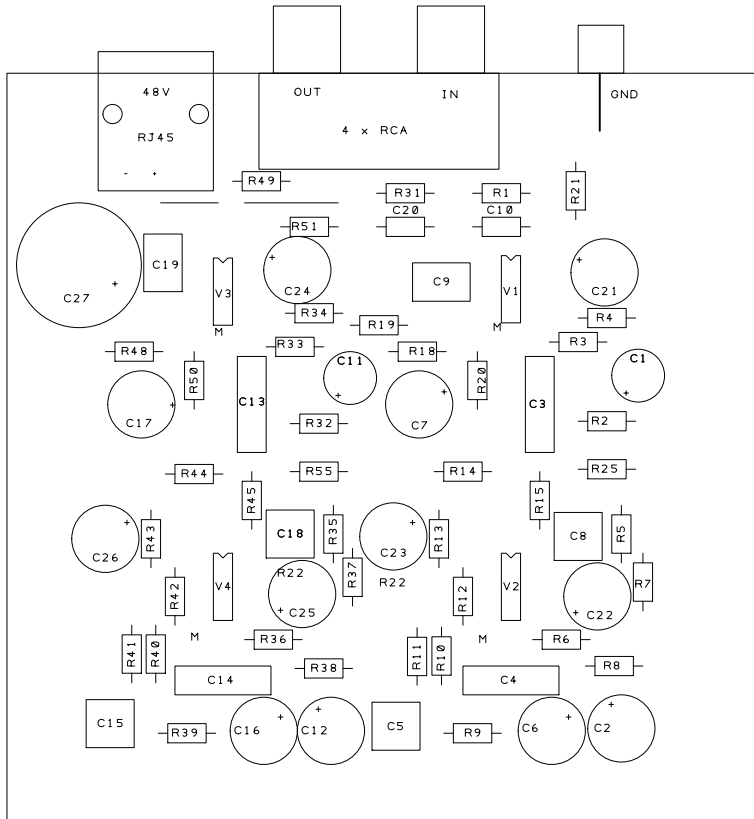 48V
OUT
IN
GND
RJ45
4 x RCA
- +
R49
R31
R1
R21
C20
C10
R51
C27
+
C19
V3
M
+
C24
C9
V1
M
+
C21
R34
R19
R4
R48
R33
R18
R3
R50
C11
+
R20
C1
+
C17
+
C13
C7
+
C3
R32
R2
R44
R55
R14
R25
R45
R15
C26
+
R43
C18
R35
C23
+
R13
C8
R5
R22
R37
R22
R7
R42
V4
+
C25
R12
V2
+
C22
M
R36
M
R6
R41
R40
R38
R11
R10
R8
C14
C4
C15
R39
C16
+
+
C12
C5
R9
C6
+
+
C2